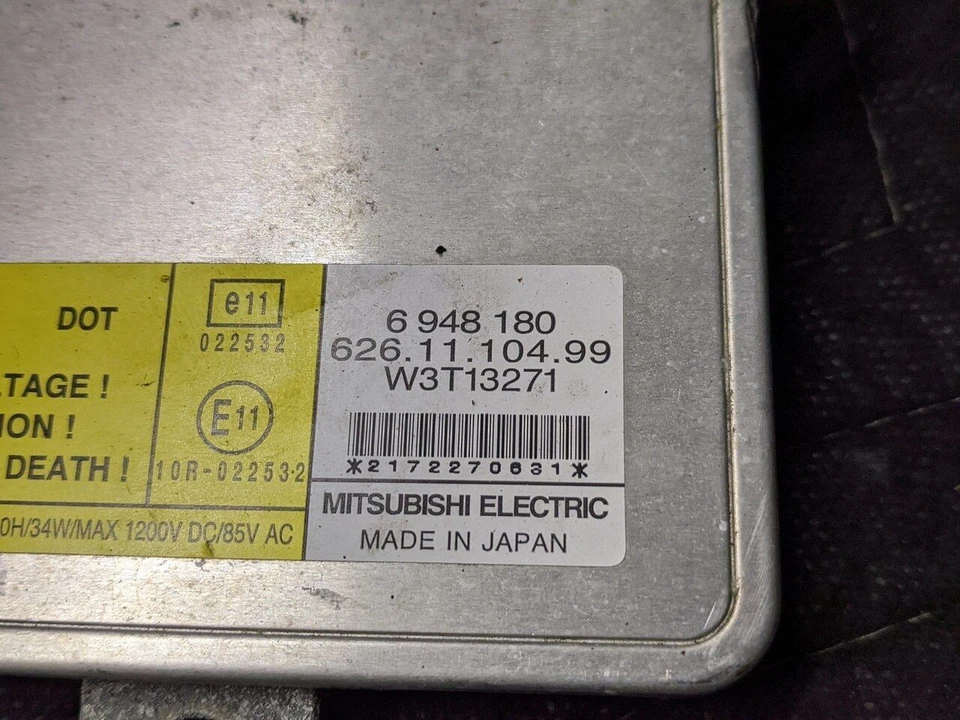 DOT
LTAGE !
ION !
DEATH !
0H/34W/MAX 1200V DC/85V AC
e11
022532
E11
10R-022532
6 948 180
626.11.104.99
W3T13271
*2172270631*
MITSUBISHI ELECTRIC
MADE IN JAPAN